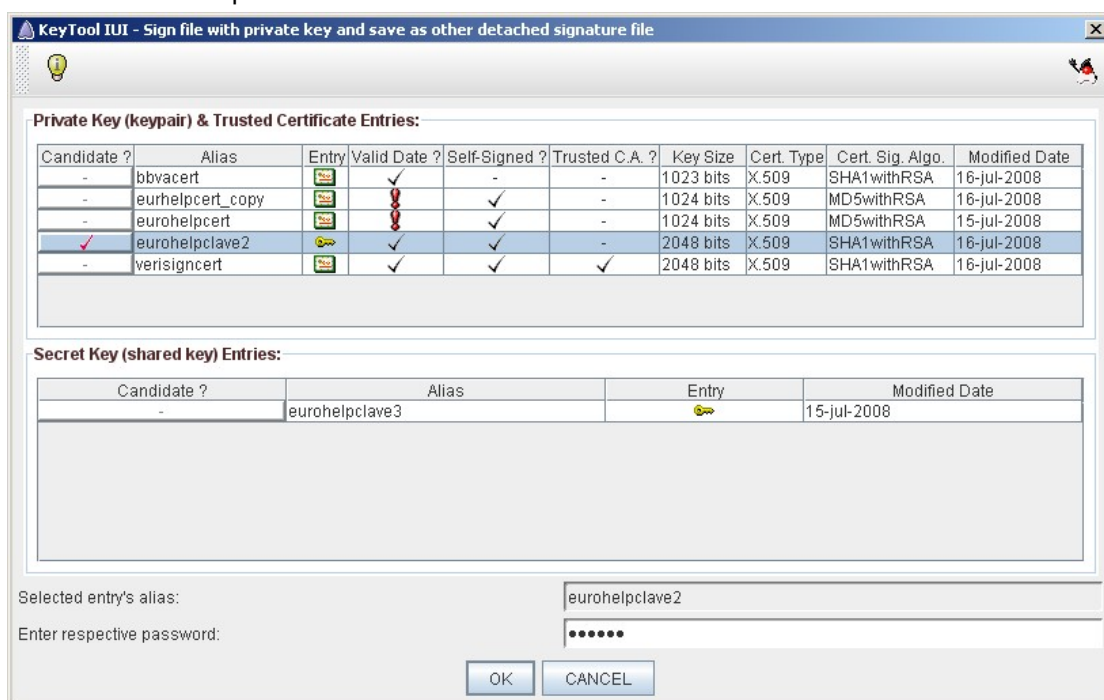 KeyTool IUI - Sign file with private key and save as other detached signature file
Private Key (keypair) & Trusted Certificate Entries:
Candidate ? Alias Entry Valid Date ? Self-Signed ? Trusted C.A. ? Key Size Cert. Type Cert. Sig. Algo. Modified Date
- bbvacert - - 1023 bits X.509 SHA1withRSA 16-jul-2008
- eurhelpcert_copy - 1024 bits X.509 MD5withRSA 16-jul-2008
- eurohelpcert - 1024 bits X.509 MD5withRSA 15-jul-2008
eurohelpclave2 - 2048 bits X.509 SHA1withRSA 16-jul-2008
- verisigncert 2048 bits X.509 SHA1withRSA 16-jul-2008
Secret Key (shared key) Entries:
Candidate ? Alias Entry Modified Date
- eurohelpclave3 15-jul-2008
Selected entry's alias: eurohelpclave2
Enter respective password: ••••••
OK CANCEL